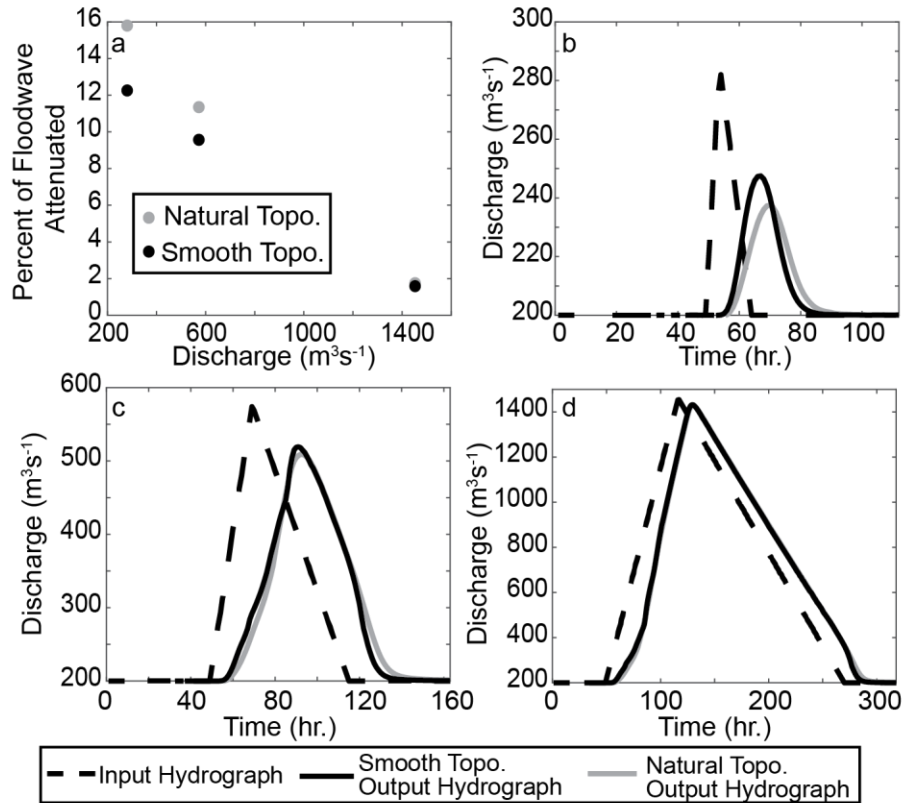 a
16
14
12
10
8
6
4
2
0
Percent of Floodwave
Attenuated
Natural Topo.
Smooth Topo.
200 600 1000 1400
Discharge (m³s⁻¹)
b
280
260
240
220
200
Discharge (m³s⁻¹)
0 20 40 60 80 100
Time (hr.)
c
600
500
400
300
200
Discharge (m³s⁻¹)
0 40 80 120 160
Time (hr.)
d
1400
1200
1000
800
600
400
200
Discharge (m³s⁻¹)
0 100 200 300
Time (hr.)
Input Hydrograph
Smooth Topo.
Output Hydrograph
Natural Topo.
Output Hydrograph